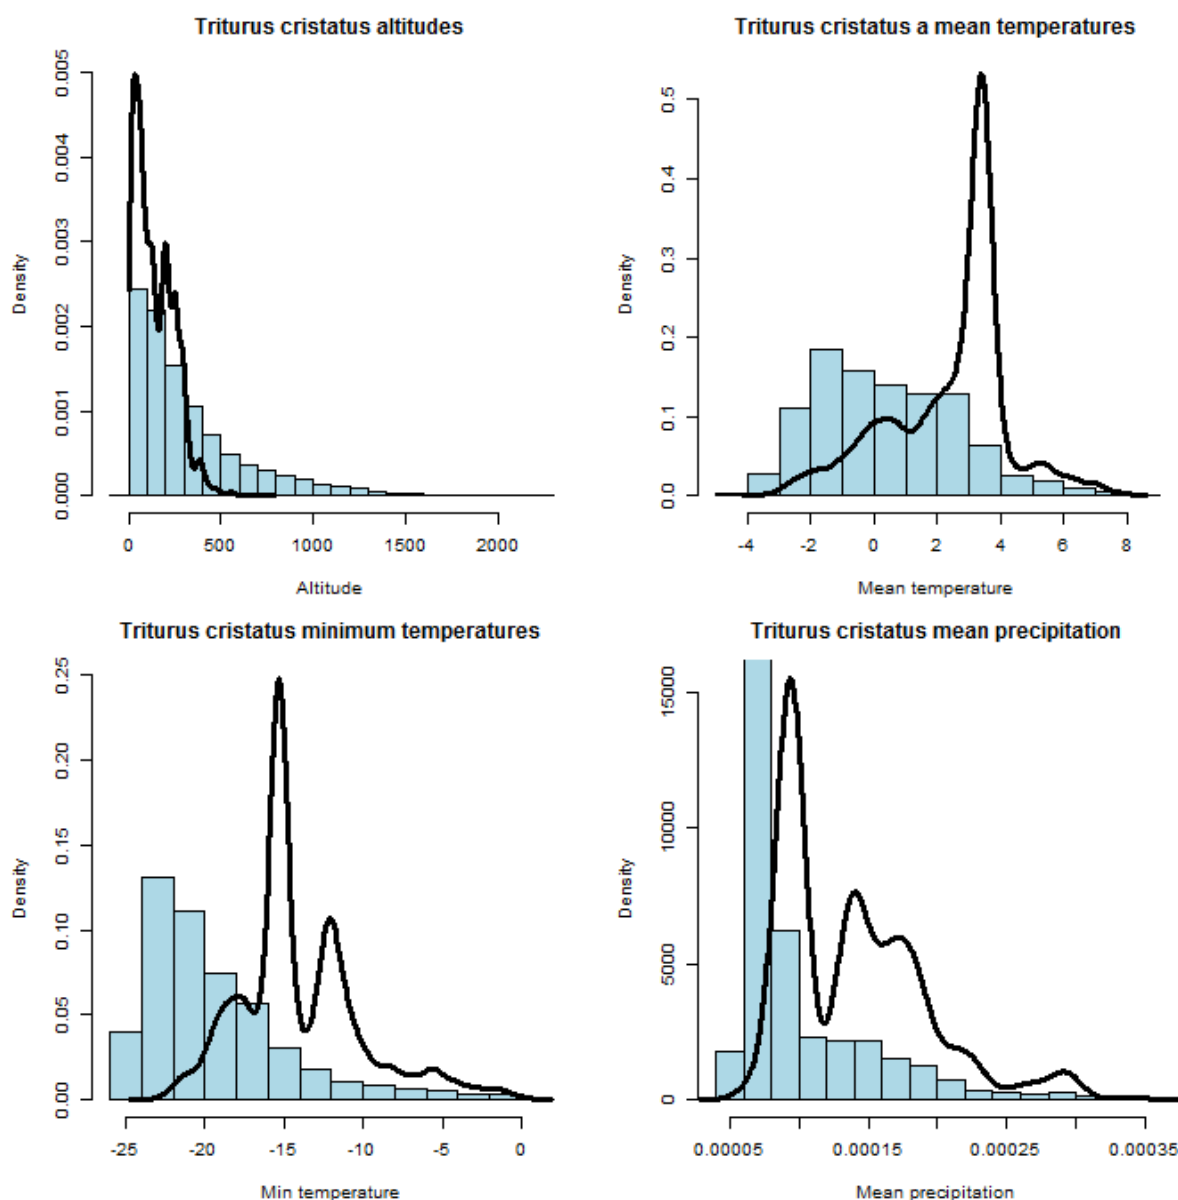 Triturus cristatus altitudes
Density
0.005
0.004
0.003
0.002
0.001
0.000
0 500 1000 1500 2000
Altitude
Triturus cristatus a mean temperatures
Density
0.5
0.4
0.3
0.2
0.1
0.0
-4 -2 0 2 4 6 8
Mean temperature
Triturus cristatus minimum temperatures
Density
0.25
0.20
0.15
0.10
0.05
0.00
-25 -20 -15 -10 -5 0
Min temperature
Triturus cristatus mean precipitation
Density
15000
10000
5000
0
0.00005 0.00015 0.00025 0.00035
Mean precipitation